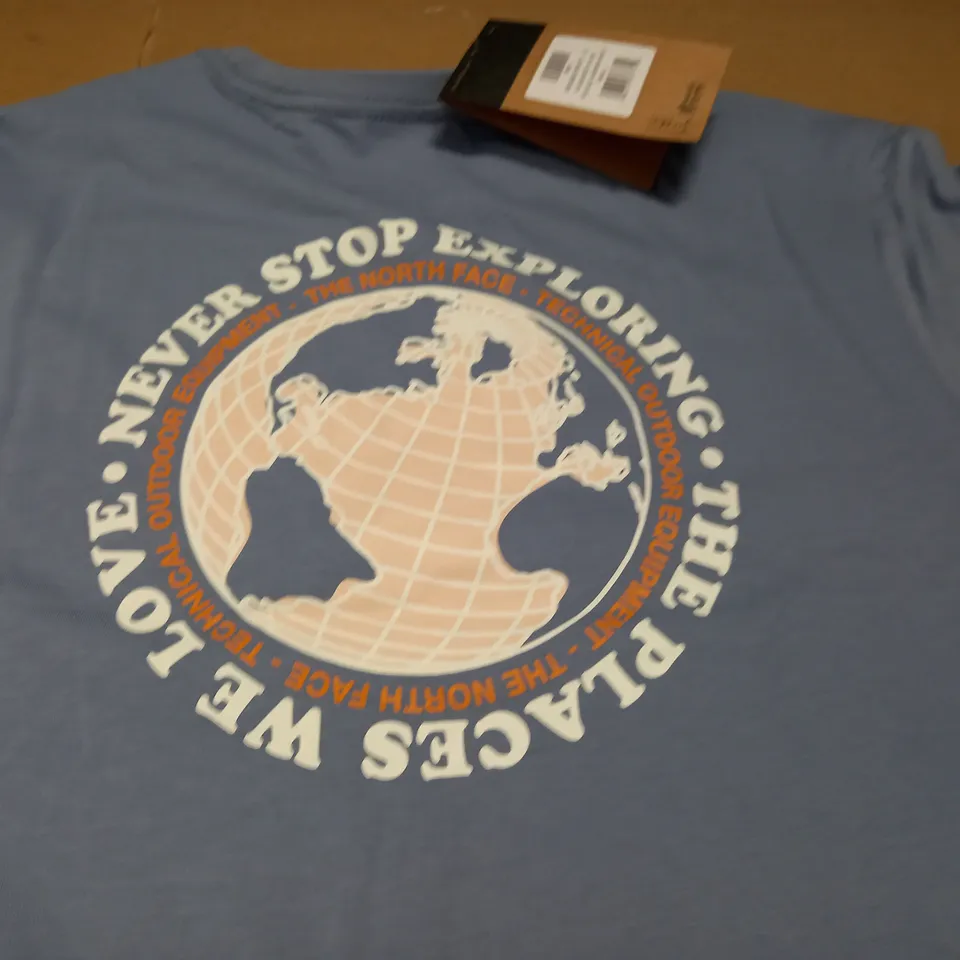 NEVER STOP EXPLORING • THE PLACES WE LOVE •
THE NORTH FACE - TECHNICAL OUTDOOR EQUIPMENT - THE NORTH FACE - TECHNICAL OUTDOOR EQUIPMENT -